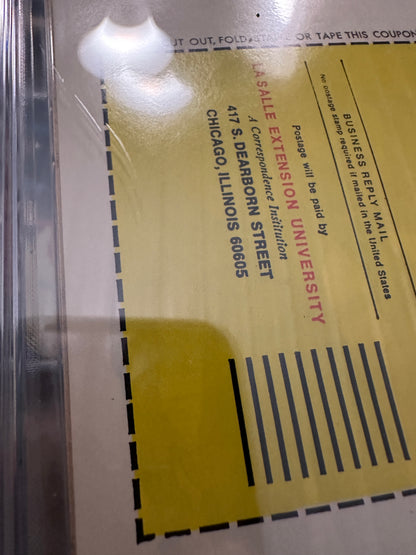 CUT OUT, FOLD, STAPLE OR TAPE THIS COUPON
BUSINESS REPLY MAIL
No postage stamp required if mailed in the United States
Postage will be paid by
LASALLE EXTENSION UNIVERSITY
A Correspondence Institution
417 S. DEARBORN STREET
CHICAGO, ILLINOIS 60605